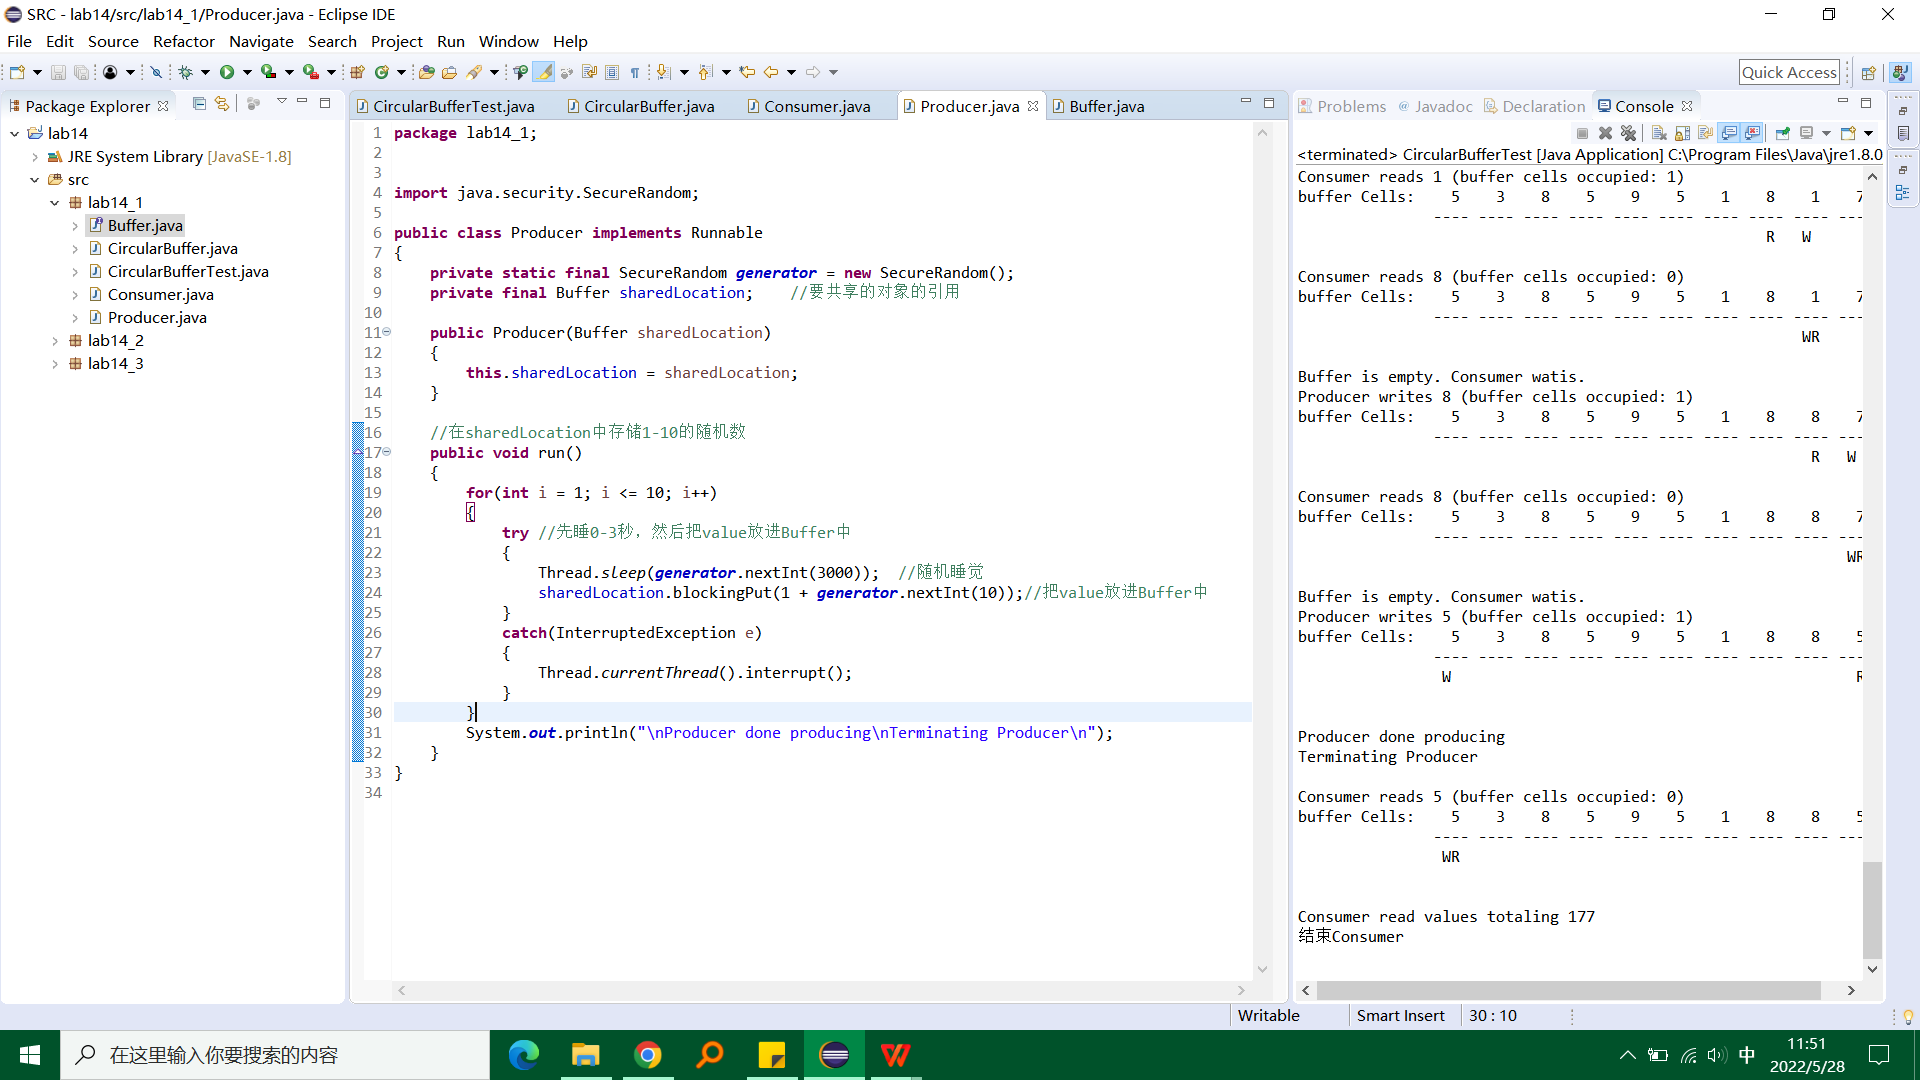 SRC - lab14/src/lab14_1/Producer.java - Eclipse IDE
File Edit Source Refactor Navigate Search Project Run Window Help
Quick Access
Package Explorer
lab14
JRE System Library [JavaSE-1.8]
src
lab14_1
Buffer.java
CircularBuffer.java
CircularBufferTest.java
Consumer.java
Producer.java
lab14_2
lab14_3
CircularBufferTest.java CircularBuffer.java Consumer.java Producer.java Buffer.java
1 package lab14_1;
2
3
4 import java.security.SecureRandom;
5
6 public class Producer implements Runnable
7 {
8 private static final SecureRandom generator = new SecureRandom();
9 private final Buffer sharedLocation; //要共享的对象的引用
10
11 public Producer(Buffer sharedLocation)
12 {
13 this.sharedLocation = sharedLocation;
14 }
15
16 //在sharedLocation中存储1-10的随机数
17 public void run()
18 {
19 for(int i = 1; i <= 10; i++)
20 {
21 try //先睡0-3秒，然后把value放进Buffer中
22 {
23 Thread.sleep(generator.nextInt(3000)); //随机睡觉
24 sharedLocation.blockingPut(1 + generator.nextInt(10));//把value放进Buffer中
25 }
26 catch(InterruptedException e)
27 {
28 Thread.currentThread().interrupt();
29 }
30 }
31 System.out.println("\nProducer done producing\nTerminating Producer\n");
32 }
33 }
34
Problems Javadoc Declaration Console
<terminated> CircularBufferTest [Java Application] C:\Program Files\Java\jre1.8.0
Consumer reads 1 (buffer cells occupied: 1)
buffer Cells: 5 3 8 5 9 5 1 8 1 7
---- ---- ---- ---- ---- ---- ---- ---- ---- ---
R W
Consumer reads 8 (buffer cells occupied: 0)
buffer Cells: 5 3 8 5 9 5 1 8 1 7
---- ---- ---- ---- ---- ---- ---- ---- ---- ---
WR
Buffer is empty. Consumer watis.
Producer writes 8 (buffer cells occupied: 1)
buffer Cells: 5 3 8 5 9 5 1 8 8 7
---- ---- ---- ---- ---- ---- ---- ---- ---- ---
R W
Consumer reads 8 (buffer cells occupied: 0)
buffer Cells: 5 3 8 5 9 5 1 8 8 7
---- ---- ---- ---- ---- ---- ---- ---- ---- ---
WR
Buffer is empty. Consumer watis.
Producer writes 5 (buffer cells occupied: 1)
buffer Cells: 5 3 8 5 9 5 1 8 8 5
---- ---- ---- ---- ---- ---- ---- ---- ---- ---
W R
Producer done producing
Terminating Producer
Consumer reads 5 (buffer cells occupied: 0)
buffer Cells: 5 3 8 5 9 5 1 8 8 5
---- ---- ---- ---- ---- ---- ---- ---- ---- ---
WR
Consumer read values totaling 177
结束Consumer
Writable Smart Insert 30 : 10
在这里输入你要搜索的内容
中
11:51
2022/5/28